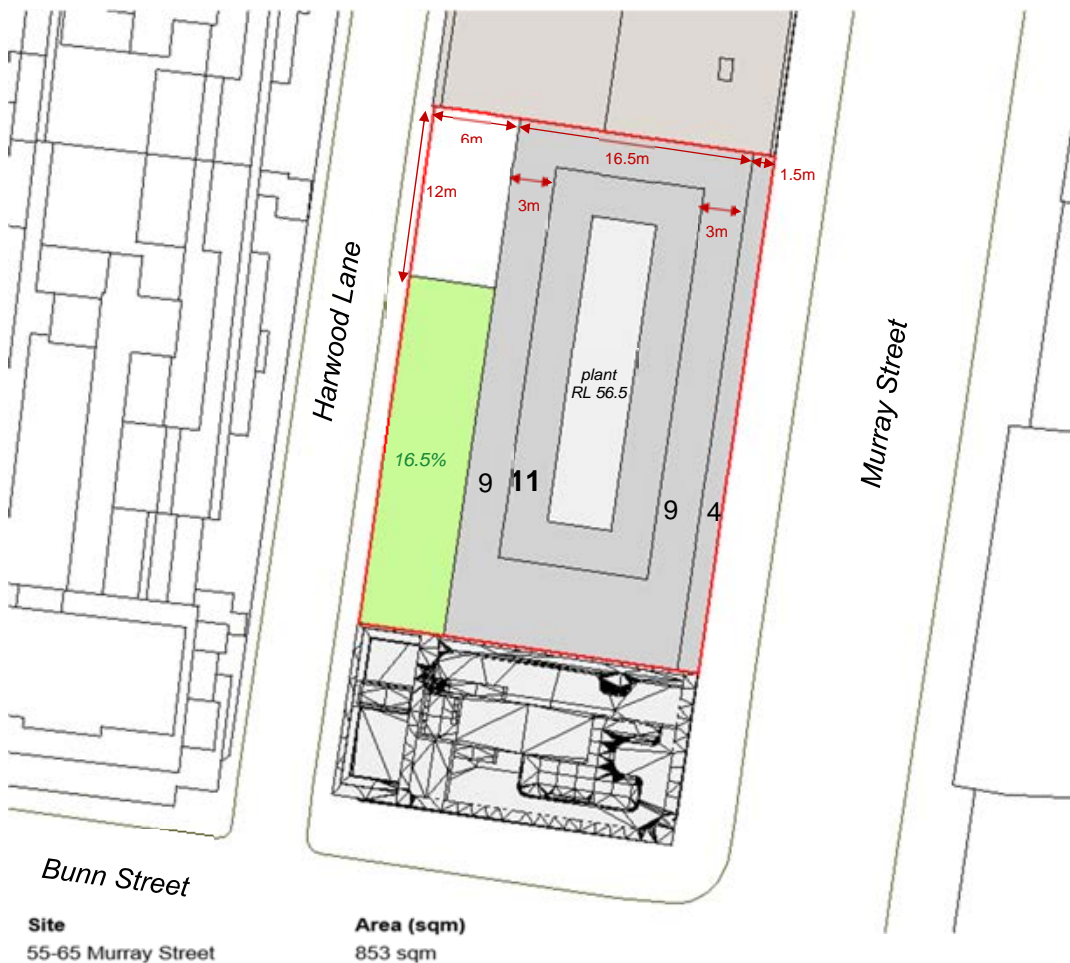 6m
16.5m
1.5m
12m
3m
3m
Harwood Lane
Murray Street
plant
RL 56.5
16.5%
9
11
9
4
Bunn Street
Site
Area (sqm)
55-65 Murray Street
853 sqm